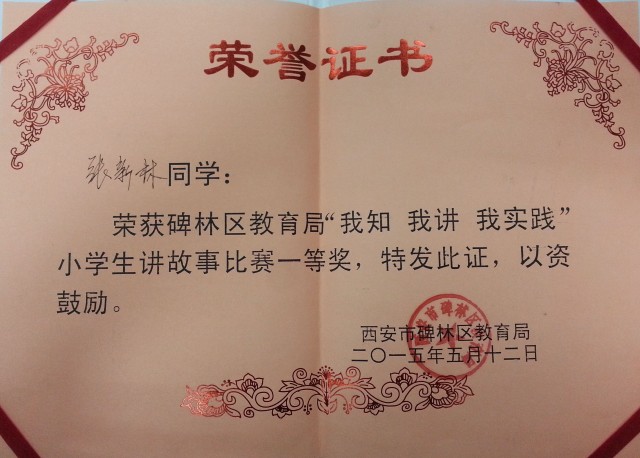 荣誉证书
张新林同学：
荣获碑林区教育局“我知 我讲 我实践”
小学生讲故事比赛一等奖，特发此证，以资
鼓励。
西安市碑林区教育局
二〇一五年五月十二日